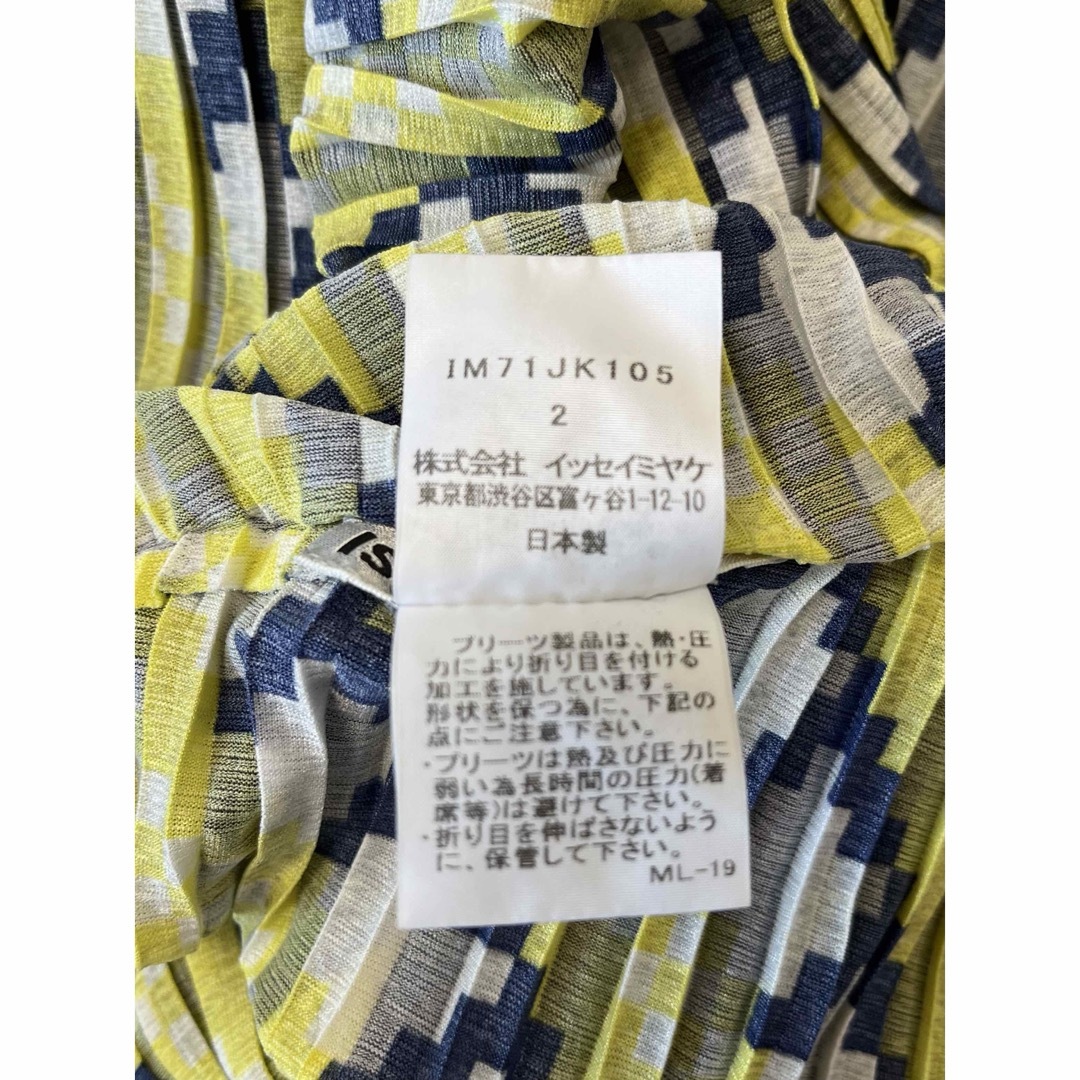 IM71JK105
2
株式会社 イッセイミヤケ
東京都渋谷区富ヶ谷1-12-10
日本製
IS
プリーツ製品は、熱・圧
力により折り目を付ける
加工を施しています。
形状を保つ為に、下記の
点にご注意下さい。
・プリーツは熱及び圧力に
弱い為長時間の圧力(着
席等)は避けて下さい。
・折り目を伸ばさないよう
に、保管して下さい。
ML-19